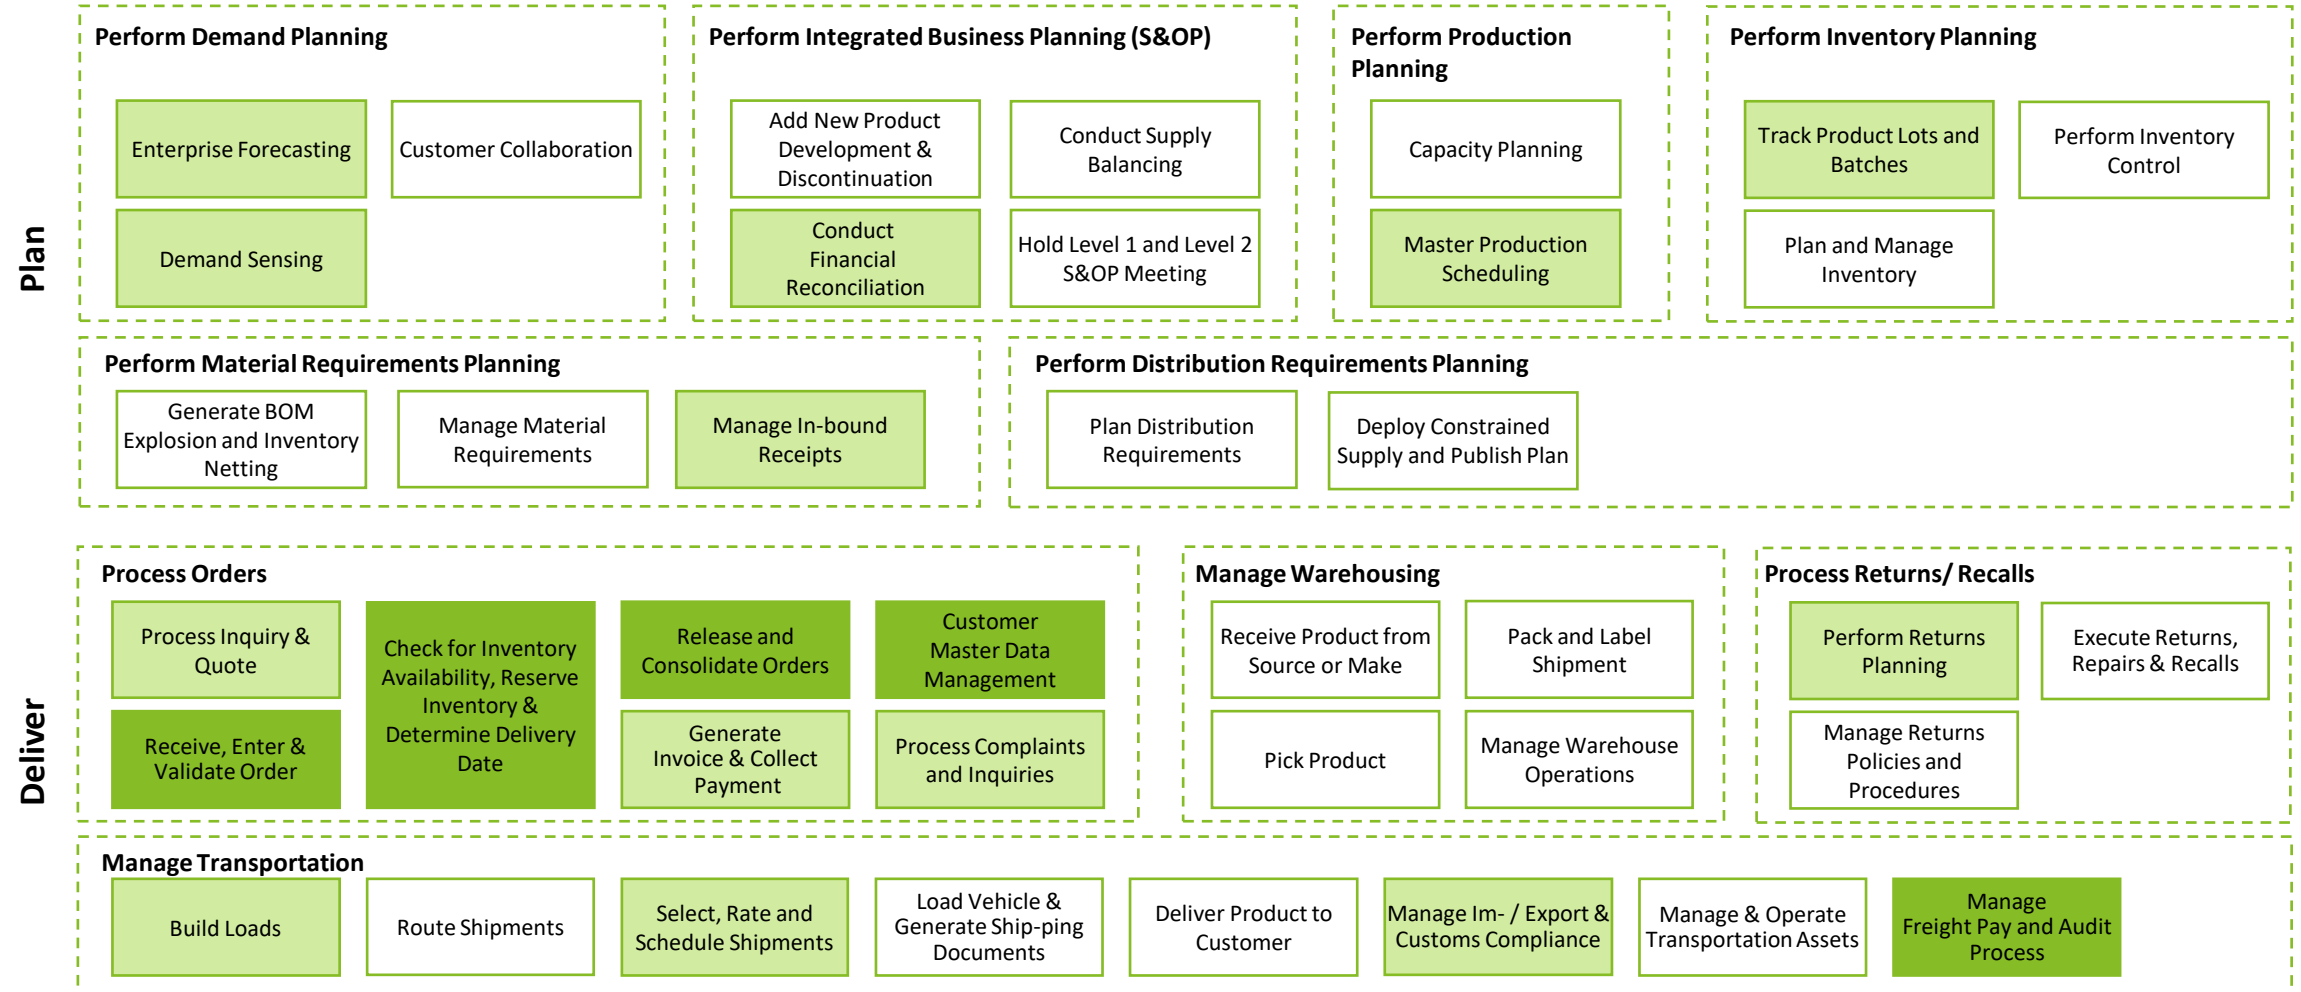 Plan
Perform Demand Planning
Enterprise Forecasting
Customer Collaboration
Demand Sensing
Perform Integrated Business Planning (S&OP)
Add New Product
Development &
Discontinuation
Conduct Supply
Balancing
Conduct
Financial
Reconciliation
Hold Level 1 and Level 2
S&OP Meeting
Perform Production
Planning
Capacity Planning
Master Production
Scheduling
Perform Inventory Planning
Track Product Lots and
Batches
Perform Inventory
Control
Plan and Manage
Inventory
Perform Material Requirements Planning
Generate BOM
Explosion and Inventory
Netting
Manage Material
Requirements
Manage In-bound
Receipts
Perform Distribution Requirements Planning
Plan Distribution
Requirements
Deploy Constrained
Supply and Publish Plan
Deliver
Process Orders
Process Inquiry &
Quote
Receive, Enter &
Validate Order
Check for Inventory
Availability, Reserve
Inventory &
Determine Delivery
Date
Release and
Consolidate Orders
Generate
Invoice & Collect
Payment
Customer
Master Data
Management
Process Complaints
and Inquiries
Manage Warehousing
Receive Product from
Source or Make
Pack and Label
Shipment
Pick Product
Manage Warehouse
Operations
Process Returns/ Recalls
Perform Returns
Planning
Execute Returns,
Repairs & Recalls
Manage Returns
Policies and
Procedures
Manage Transportation
Build Loads
Route Shipments
Select, Rate and
Schedule Shipments
Load Vehicle &
Generate Ship-ping
Documents
Deliver Product to
Customer
Manage Im- / Export &
Customs Compliance
Manage & Operate
Transportation Assets
Manage
Freight Pay and Audit
Process